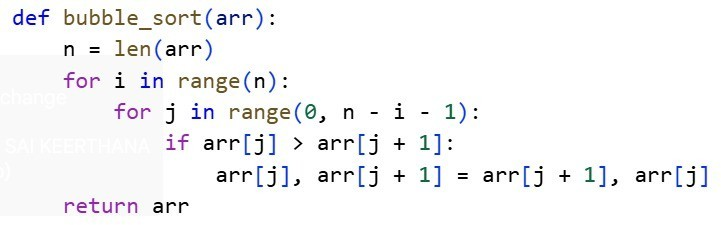 def bubble_sort(arr):
    n = len(arr)
    for i in range(n):
change
        for j in range(0, n - i - 1):
SAI KEERTHANA
            if arr[j] > arr[j + 1]:
                arr[j], arr[j + 1] = arr[j + 1], arr[j]
    return arr